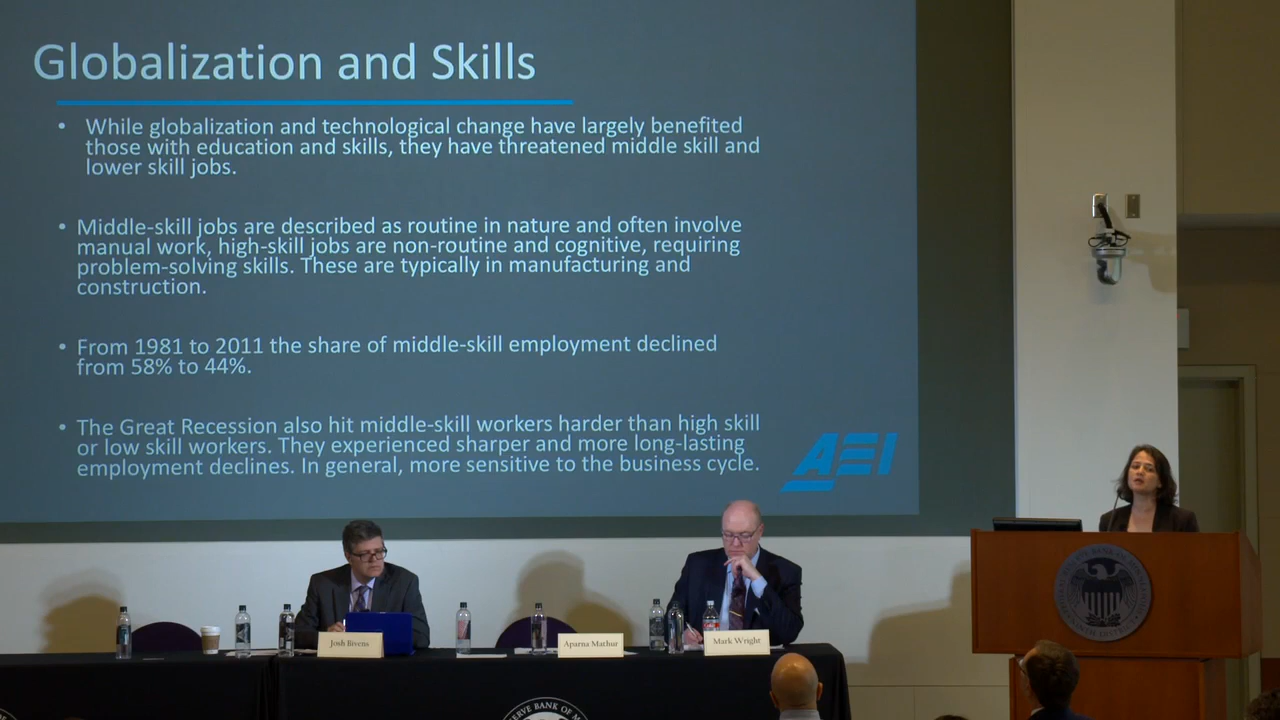 Globalization and Skills
• While globalization and technological change have largely benefited
those with education and skills, they have threatened middle skill and
lower skill jobs.
• Middle-skill jobs are described as routine in nature and often involve
manual work, high-skill jobs are non-routine and cognitive, requiring
problem-solving skills. These are typically in manufacturing and
construction.
• From 1981 to 2011 the share of middle-skill employment declined
from 58% to 44%.
• The Great Recession also hit middle-skill workers harder than high skill
or low skill workers. They experienced sharper and more long-lasting
employment declines. In general, more sensitive to the business cycle.
AEI
Josh Bivens
Aparna Mathur
Mark Wright